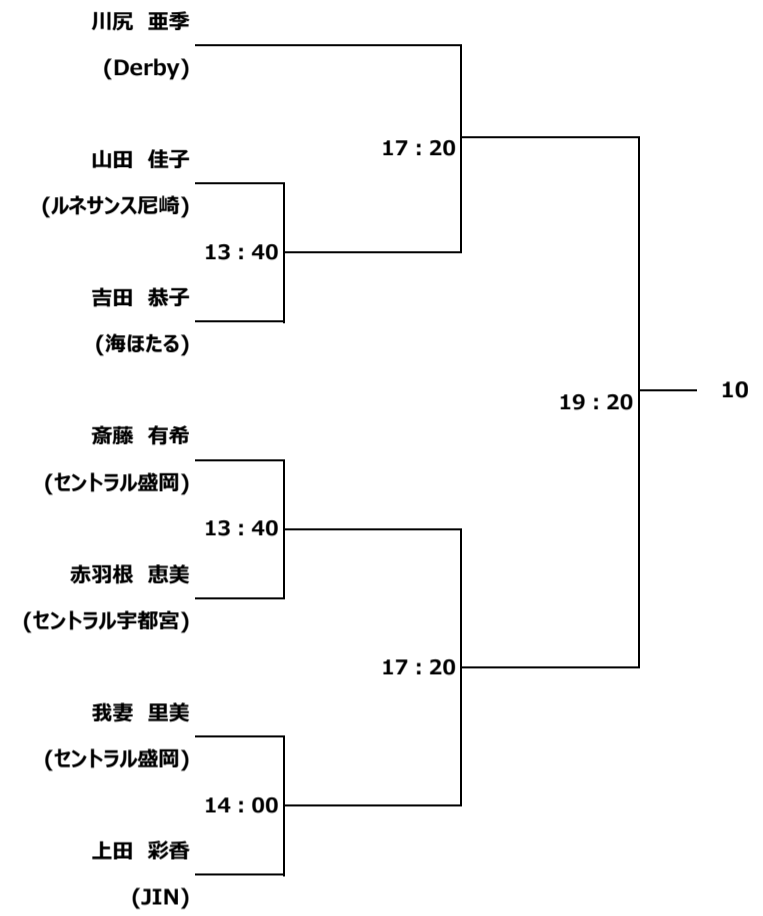 川尻 亜季
(Derby)
17:20
山田 佳子
(ルネサンス尼崎)
13:40
吉田 恭子
(海ほたる)
19:20
10
斎藤 有希
(セントラル盛岡)
13:40
赤羽根 恵美
(セントラル宇都宮)
17:20
我妻 里美
(セントラル盛岡)
14:00
上田 彩香
(JIN)